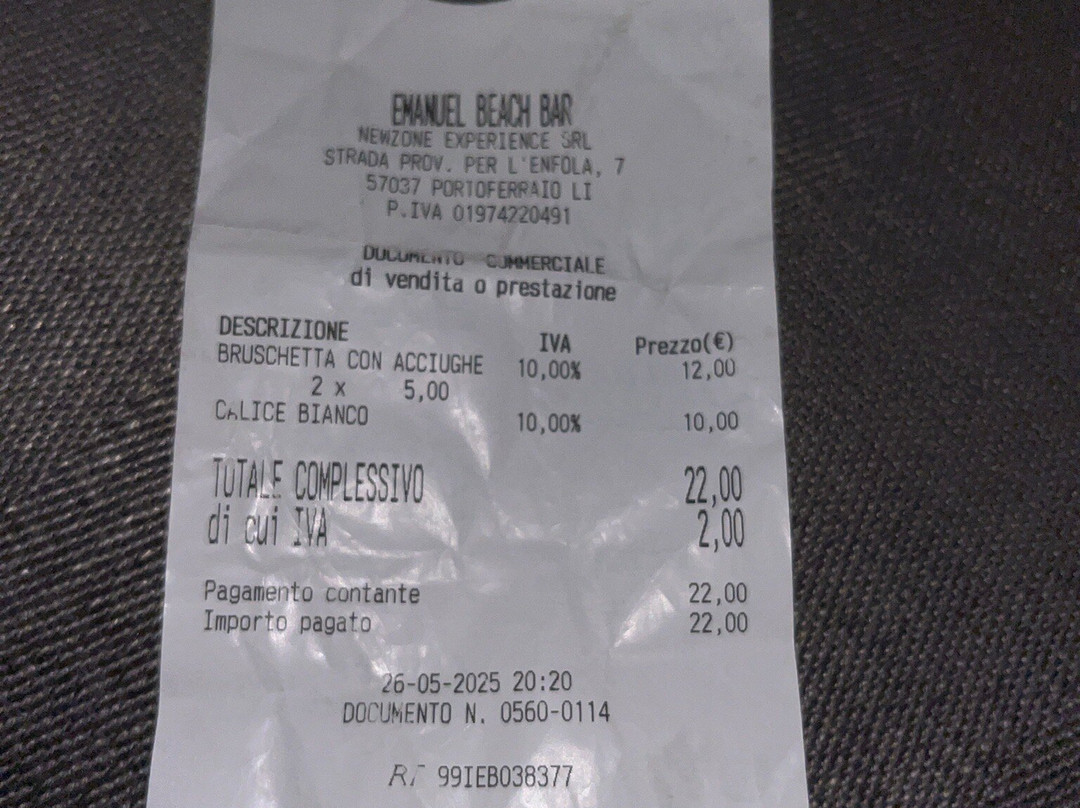 EMANUEL BEACH BAR
NEWZONE EXPERIENCE SRL
STRADA PROV. PER L'ENFOLA, 7
57037 PORTOFERRAIO LI
P.IVA 01974220491
DOCUMENTO COMMERCIALE
di vendita o prestazione
DESCRIZIONE IVA Prezzo(€)
BRUSCHETTA CON ACCIUGHE 10,00% 12,00
2 x 5,00
CALICE BIANCO 10,00% 10,00
TOTALE COMPLESSIVO 22,00
di cui IVA 2,00
Pagamento contante 22,00
Importo pagato 22,00
26-05-2025 20:20
DOCUMENTO N. 0560-0114
RT 99IEB038377